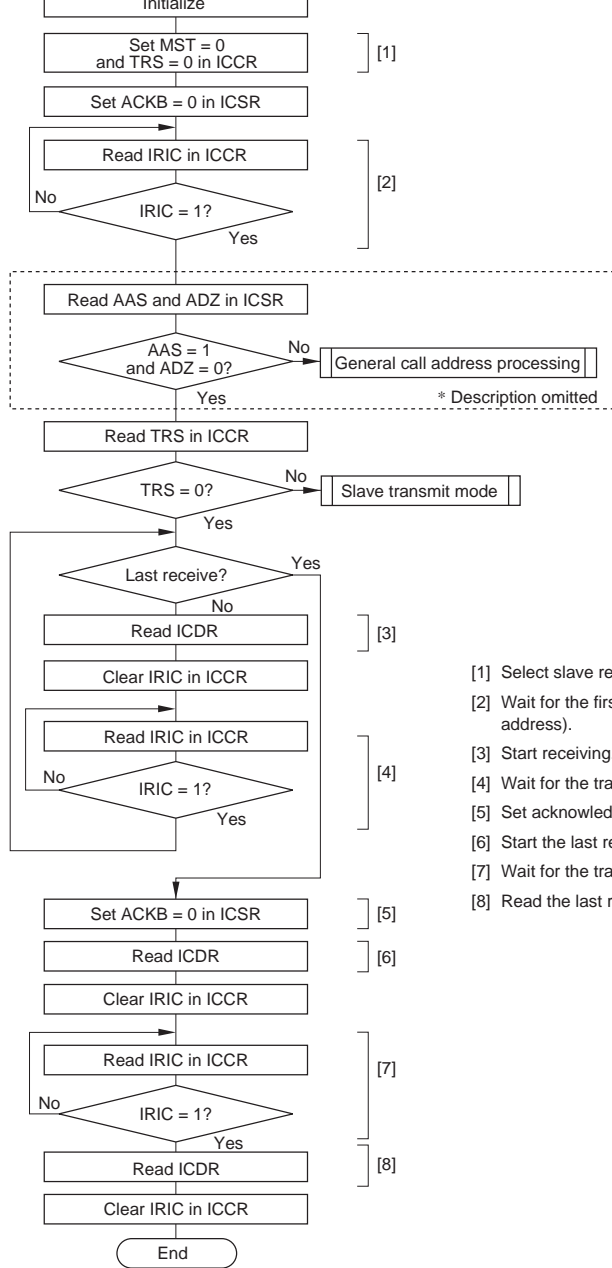 Initialize
Set MST = 0
and TRS = 0 in ICCR
[1]
Set ACKB = 0 in ICSR
Read IRIC in ICCR
[2]
No
IRIC = 1?
Yes
Read AAS and ADZ in ICSR
AAS = 1
and ADZ = 0?
No
General call address processing
Yes
* Description omitted
Read TRS in ICCR
TRS = 0?
No
Slave transmit mode
Yes
Last receive?
Yes
No
Read ICDR
[3]
Clear IRIC in ICCR
Read IRIC in ICCR
[4]
No
IRIC = 1?
Yes
[1] Select slave re
[2] Wait for the firs
address).
[3] Start receiving
[4] Wait for the tra
[5] Set acknowled
[6] Start the last re
[7] Wait for the tra
[8] Read the last r
Set ACKB = 0 in ICSR
[5]
Read ICDR
[6]
Clear IRIC in ICCR
Read IRIC in ICCR
[7]
No
IRIC = 1?
Yes
Read ICDR
[8]
Clear IRIC in ICCR
End